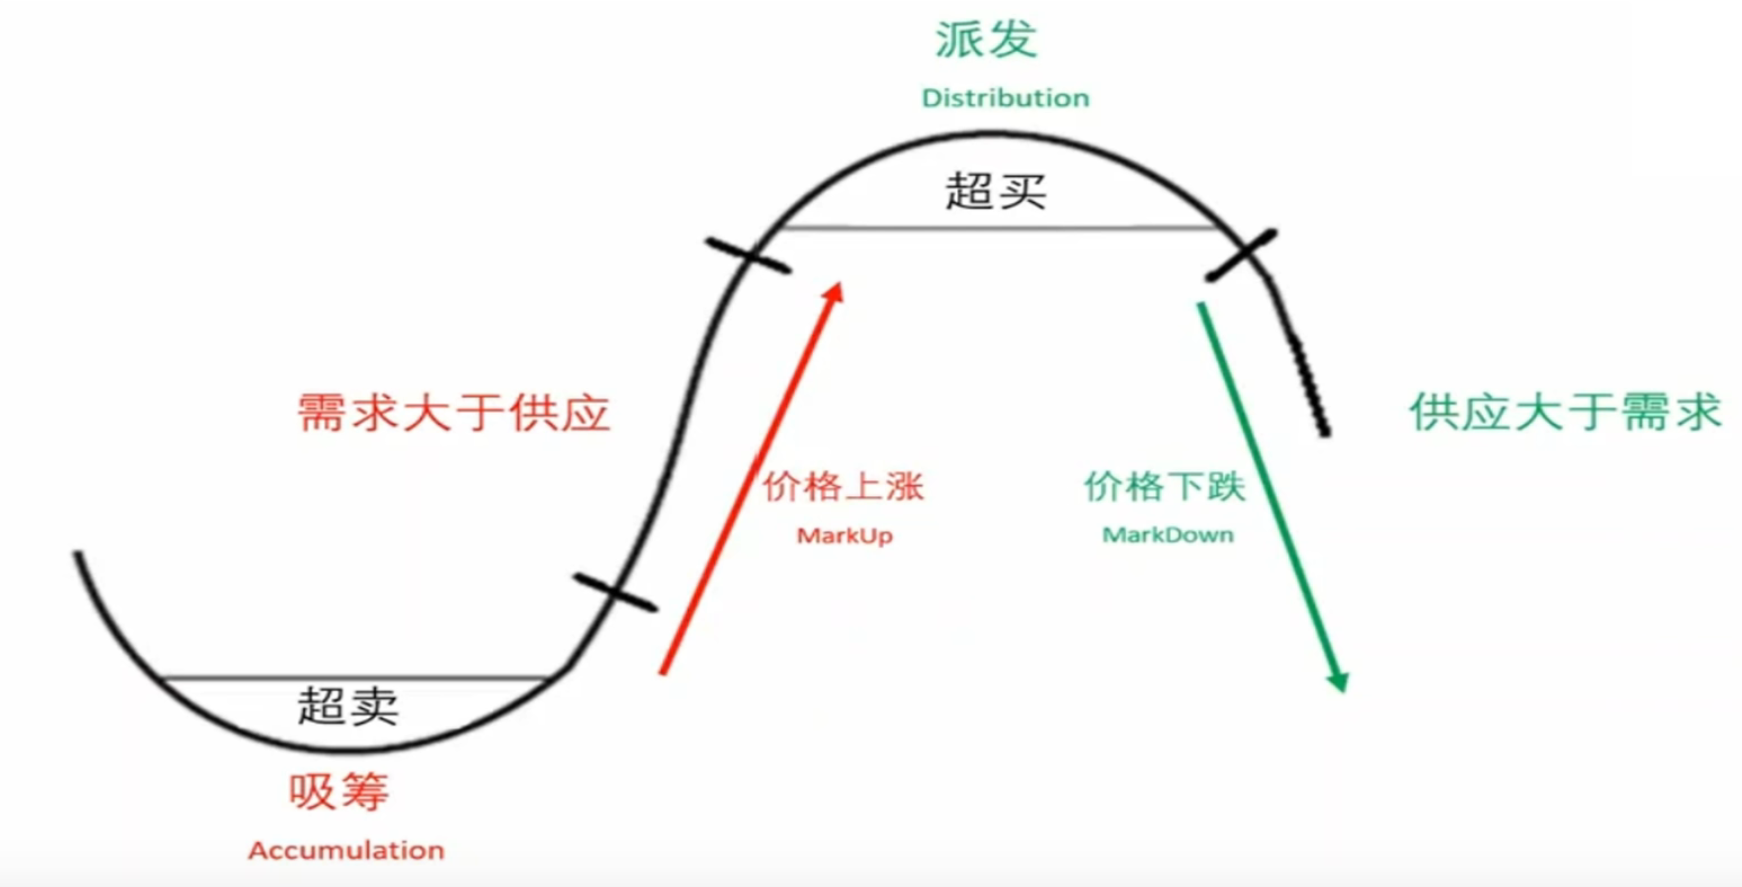 派发
Distribution
超买
需求大于供应
供应大于需求
价格上涨
MarkUp
价格下跌
MarkDown
超卖
吸筹
Accumulation